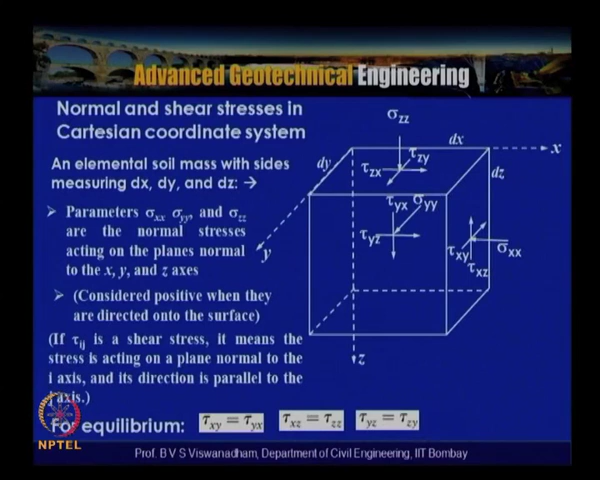 Advanced Geotechnical Engineering
Normal and shear stresses in
Cartesian coordinate system
An elemental soil mass with sides
measuring dx, dy, and dz: →
➢ Parameters σxx σyy, and σzz
are the normal stresses
acting on the planes normal
to the x, y, and z axes
➢ (Considered positive when they
are directed onto the surface)
(If τij is a shear stress, it means the
stress is acting on a plane normal to the
i axis, and its direction is parallel to the
j axis.)
For equilibrium: τxy = τyx τxz = τzz τyz = τzy
σzz
dx
x
dy
τzy
τzx
dz
τyx σyy
τyz
y
τxy
σxx
τxz
z
NPTEL
Prof. B V S Viswanadham, Department of Civil Engineering, IIT Bombay